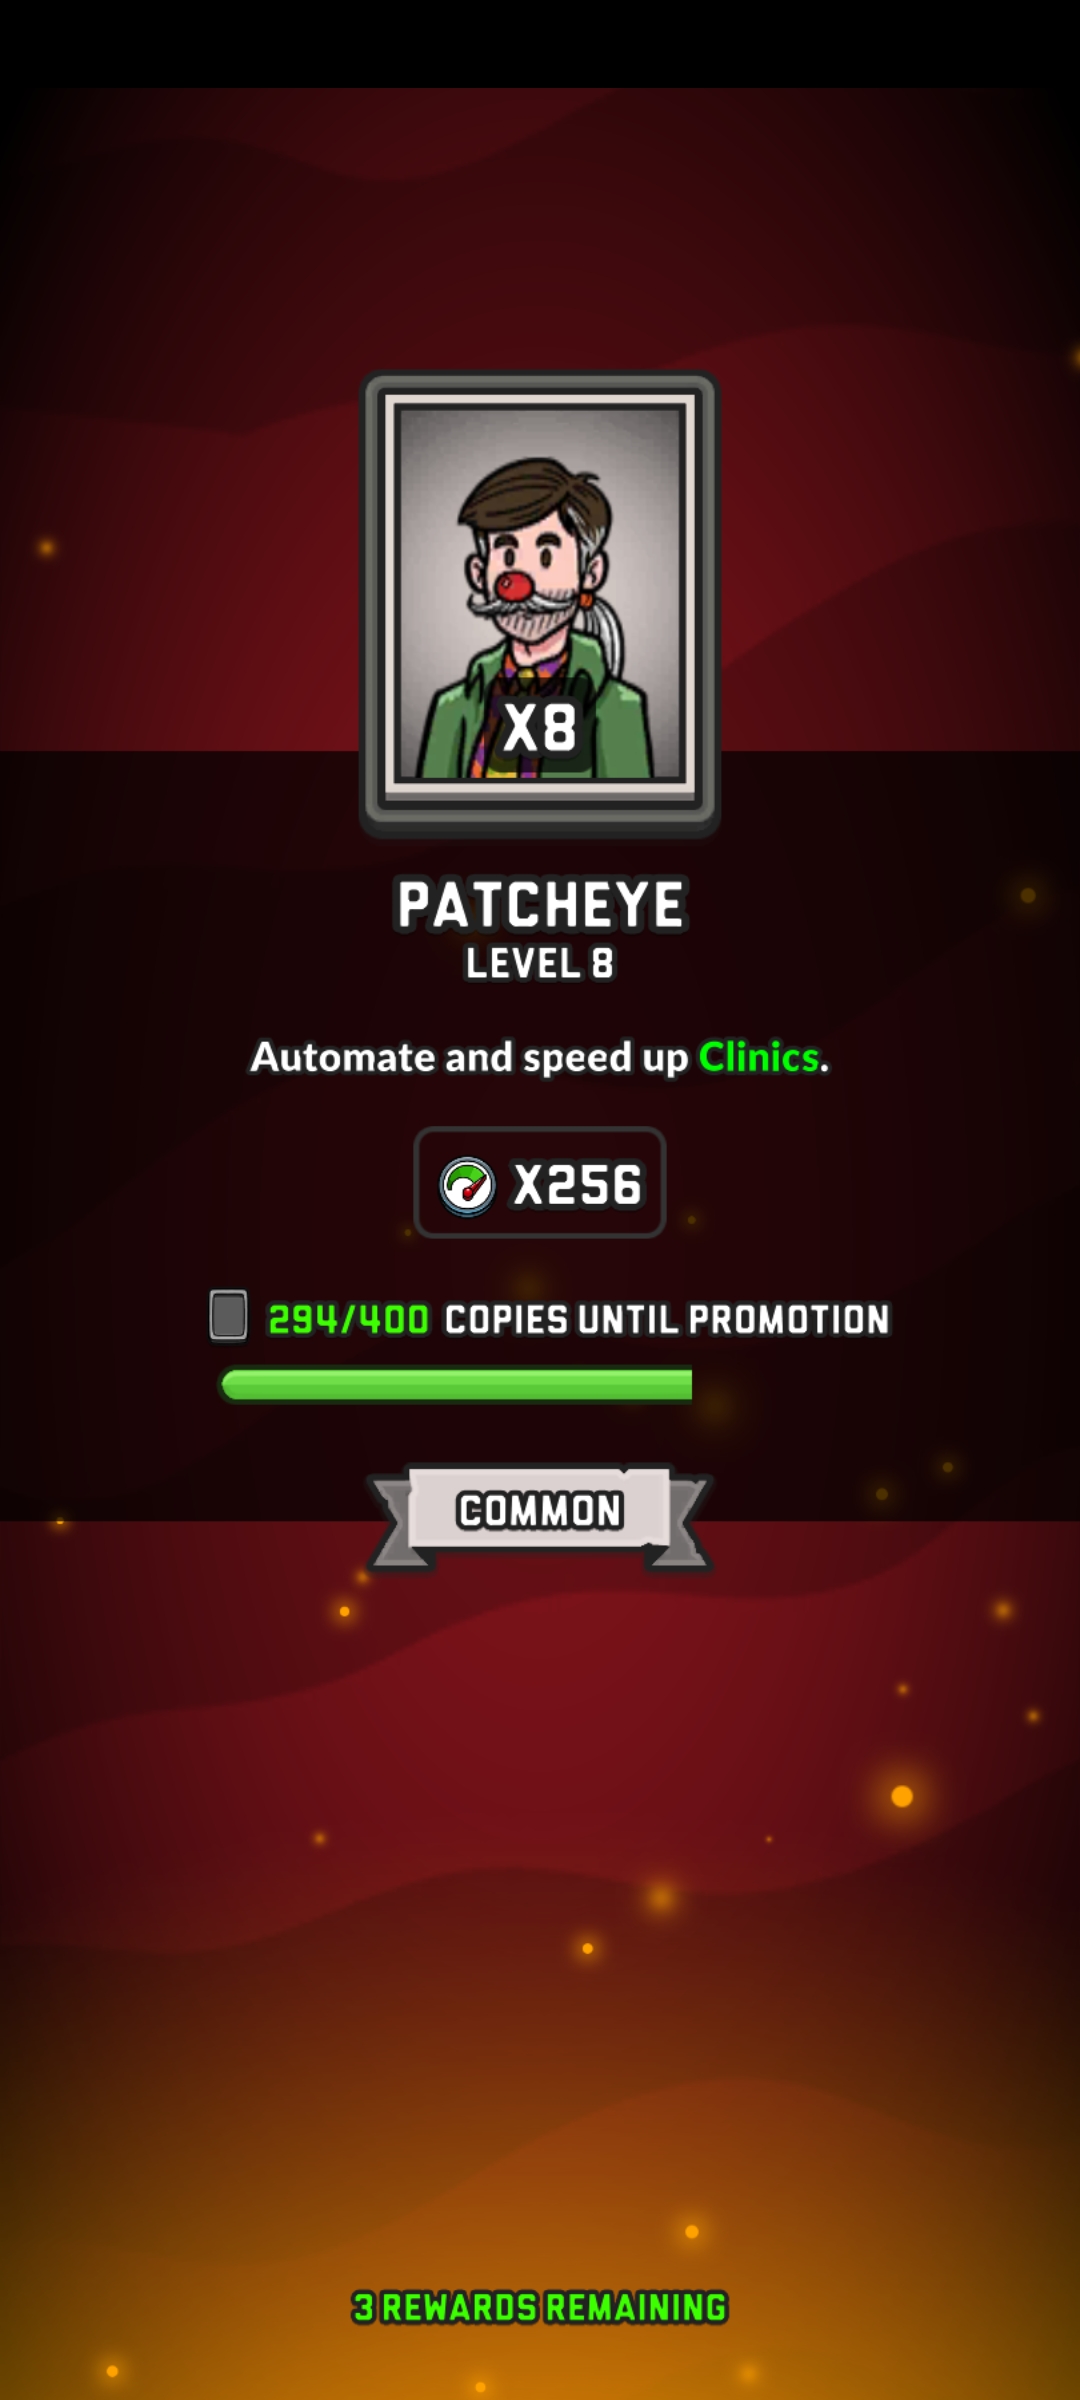 X8
PATCHEYE
LEVEL 8
Automate and speed up Clinics.
X256
294/400 COPIES UNTIL PROMOTION
COMMON
3 REWARDS REMAINING